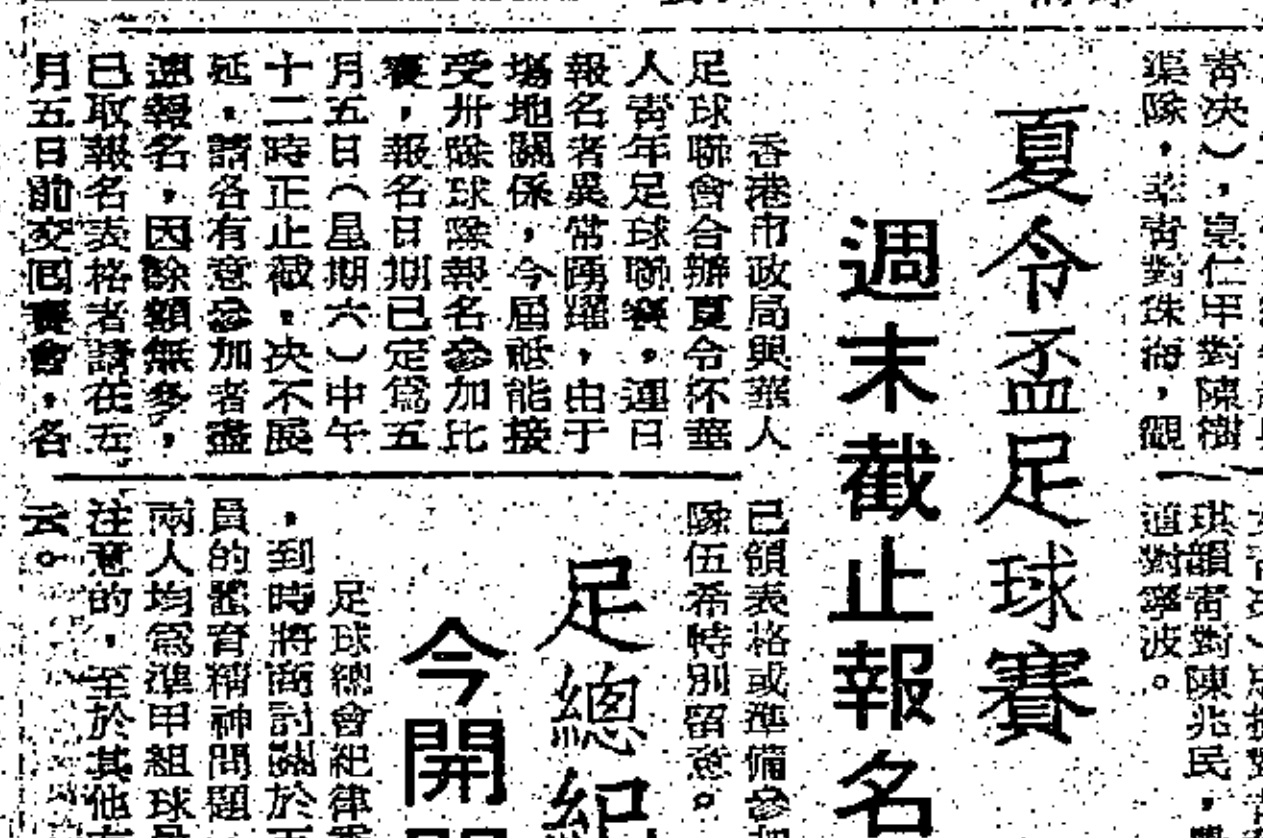 青决），皇仁甲對陳樹
渠隊，華青對珠海，觀
琪韻青對陳兆民，
道對寧波。
夏令盃足球賽
週末截止報名
香港市政局與華人
足球聯會合辦夏令杯華
人青年足球聯賽，連日
報名者異常踴躍，由于
塲地關係，今屆祗能接
受卅隊球隊報名參加比
賽，報名日期已定爲五
月五日（星期六）中午
十二時正止截，决不展
延，請各有意參加者盡
速報名，因餘額無多，
已取報名表格者請在五
月五日前交囘賽會，各
已領表格或準備參加
隊伍希特別留意。
足總紀
今開
足球總會紀律
，到時將商討關於
員的體育精神問題
兩人均爲準甲組球員
注意的，至於其他
云。